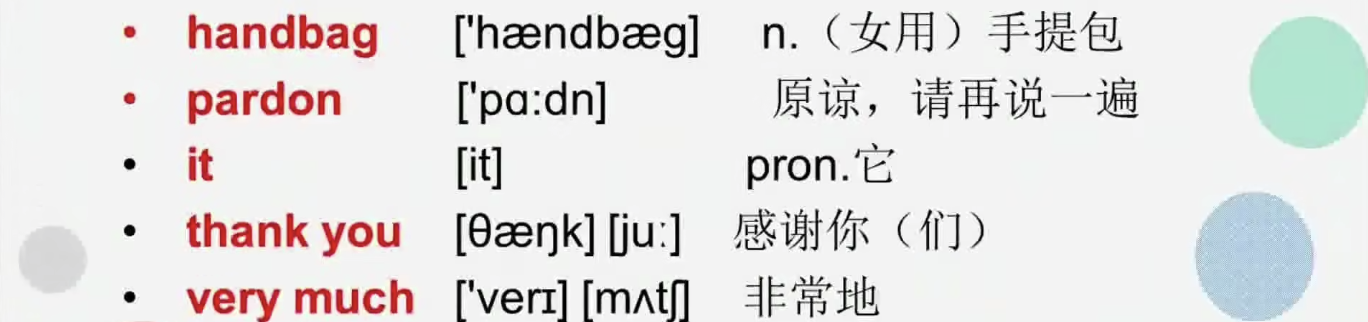 • handbag ['hændbæg] n.（女用）手提包
• pardon ['pɑ:dn] 原谅，请再说一遍
• it [it] pron.它
• thank you [θæŋk] [juː] 感谢你（们）
• very much ['verɪ] [mʌtʃ] 非常地